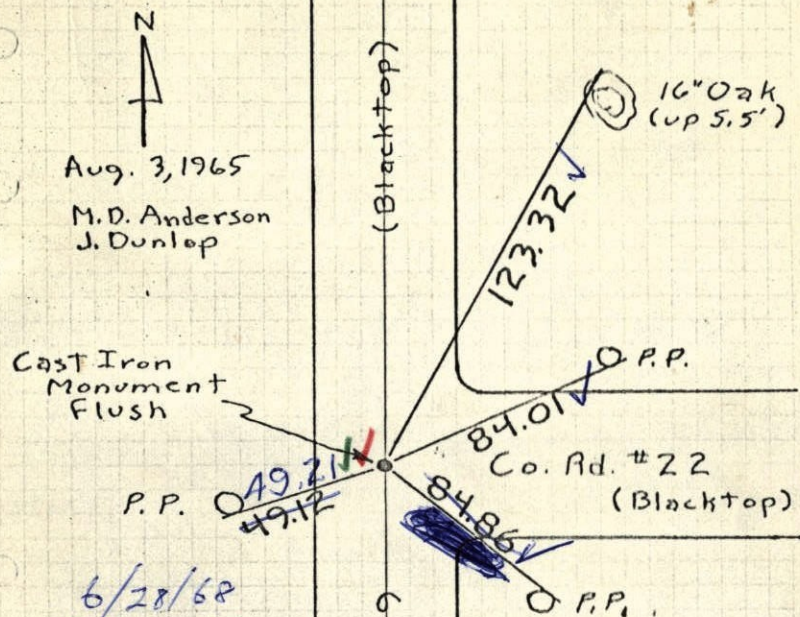 N
Aug. 3, 1965
M.D. Anderson
J. Dunlop
(Blacktop)
16" Oak
(up 5.5')
123.32
P.P.
84.01
Cast Iron
Monument
Flush
Co. Rd. #22
(Blacktop)
49.21
49.12
P.P.
84.86
P.P.
6/28/68